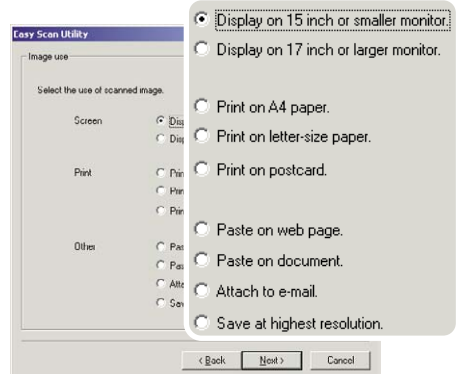 Easy Scan Utility
Image use
Select the use of scanned image.
Screen
Print
Other
Display on 15 inch or smaller monitor.
Display on 17 inch or larger monitor.
Print on A4 paper.
Print on letter-size paper.
Print on postcard.
Paste on web page.
Paste on document.
Attach to e-mail.
Save at highest resolution.
< Back
Next >
Cancel